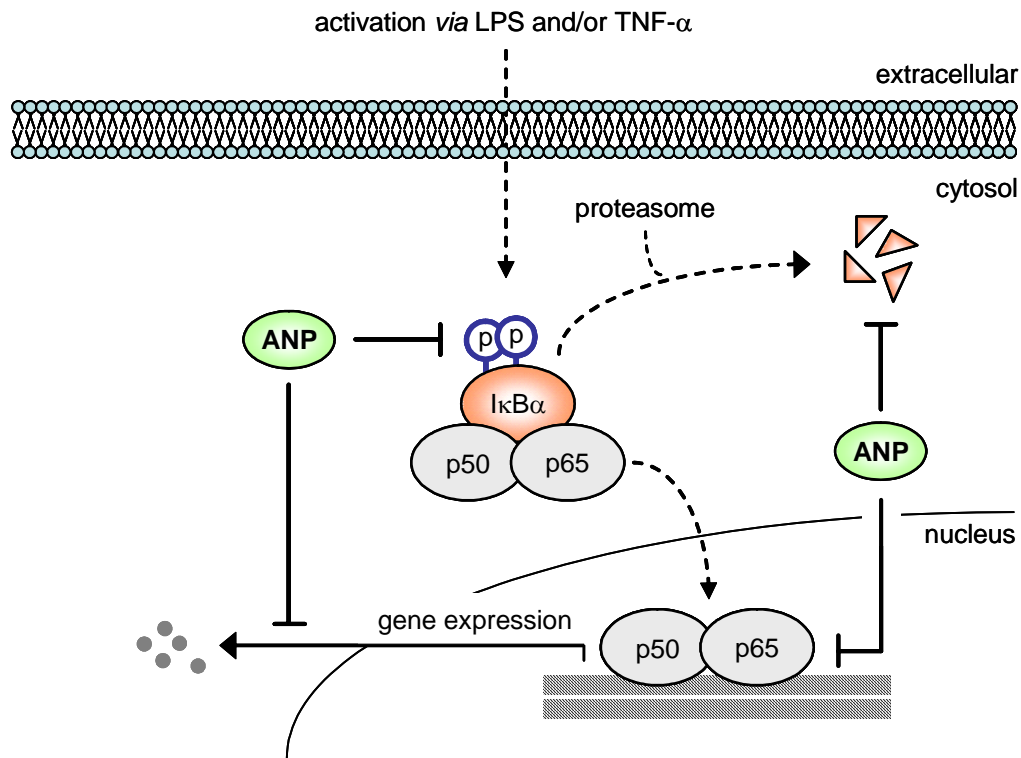 activation via LPS and/or TNF-α
extracellular
cytosol
proteasome
ANP
p
p
IκBα
p50
p65
ANP
nucleus
gene expression
p50
p65